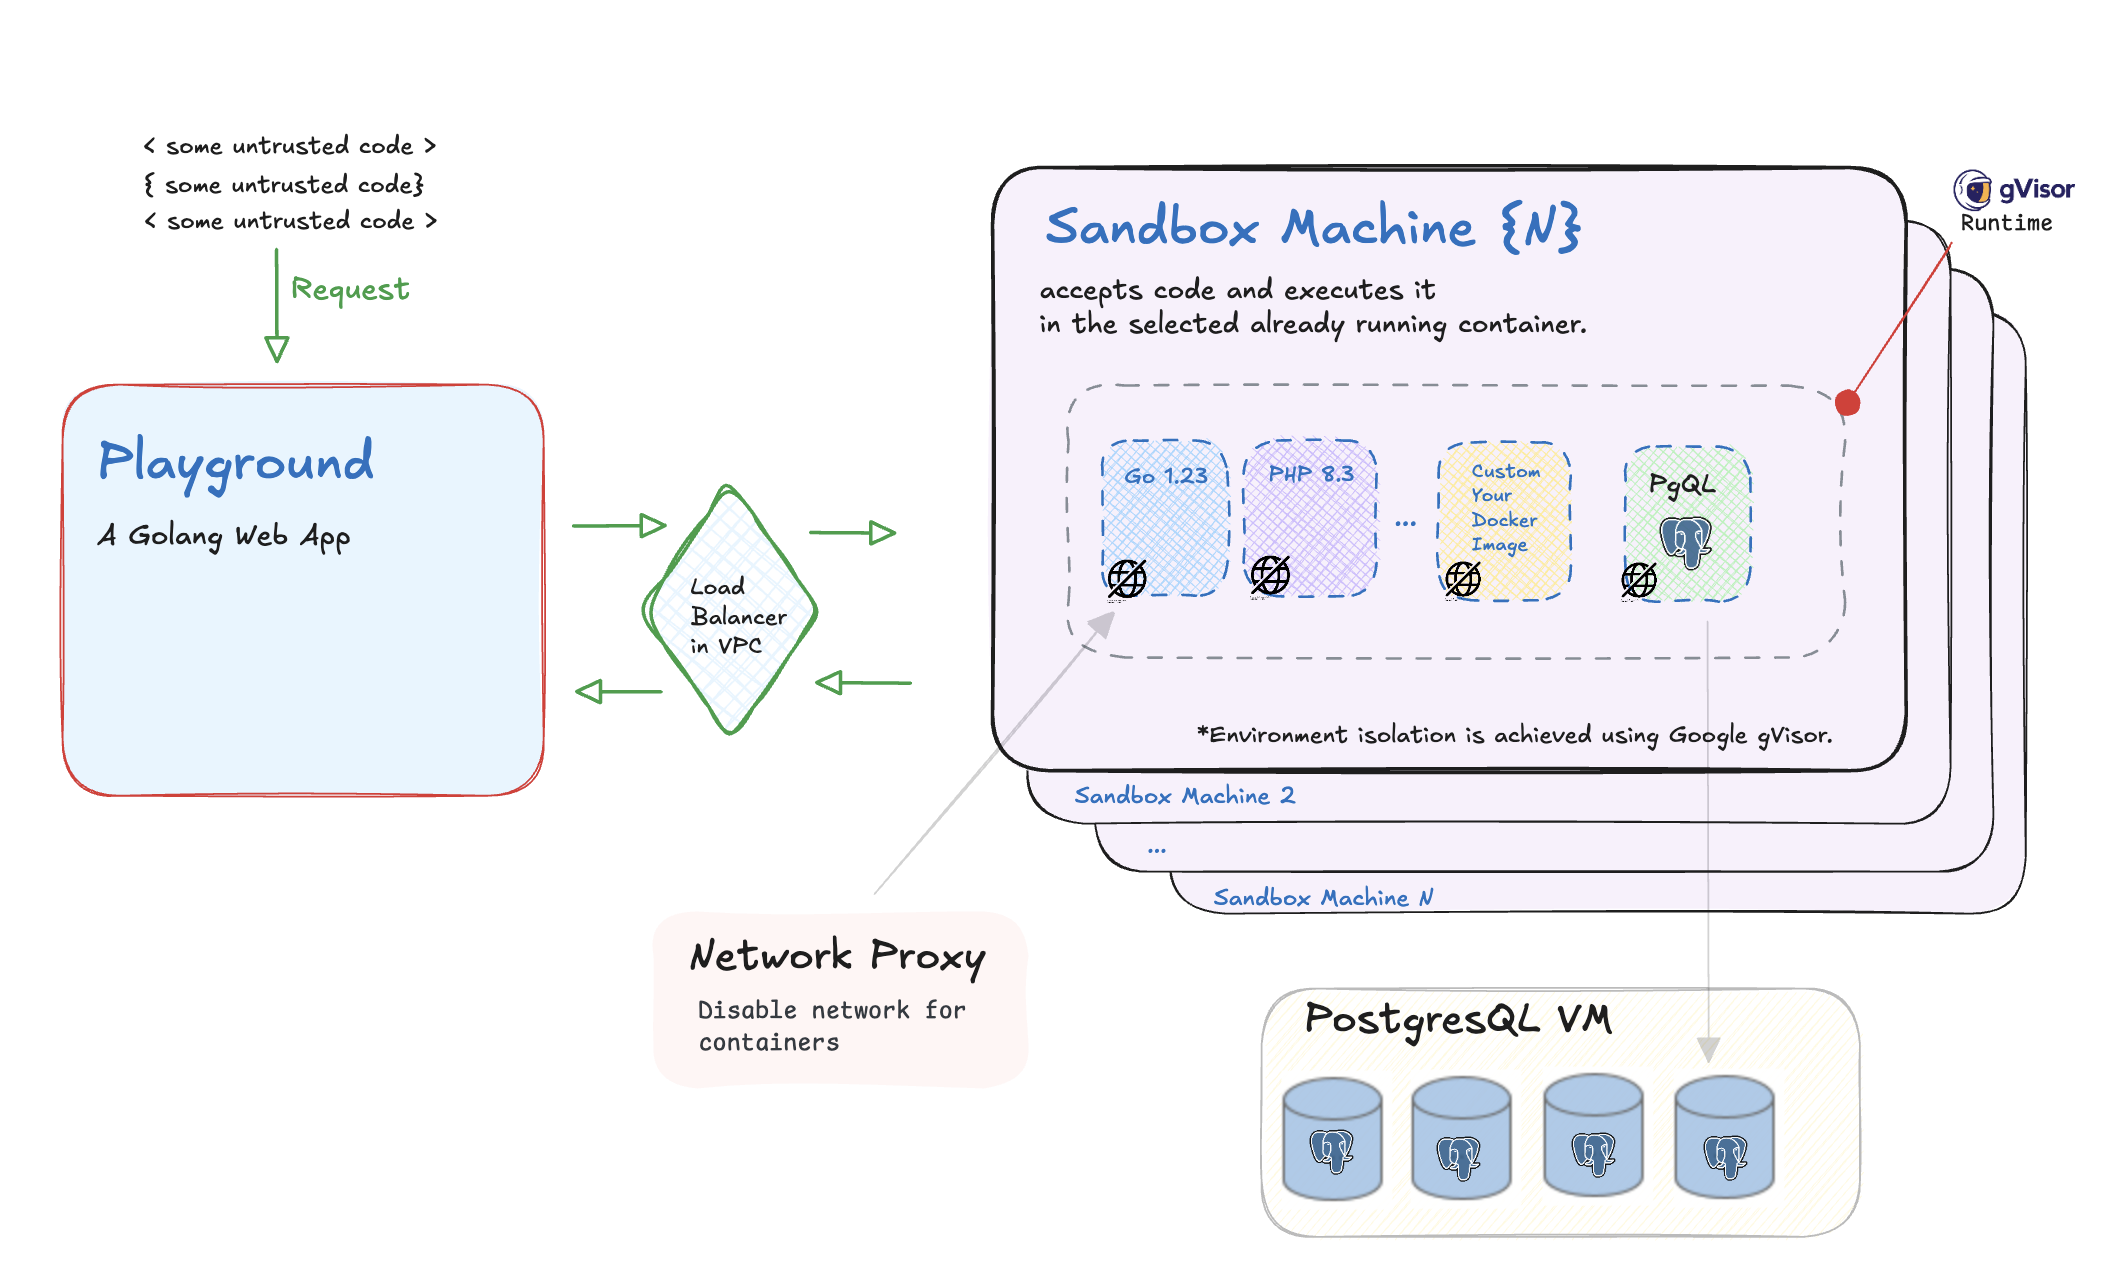 < some untrusted code >
{ some untrusted code}
< some untrusted code >
Request
Playground
A Golang Web App
Load
Balancer
in VPC
Sandbox Machine {N}
accepts code and executes it
in the selected already running container.
gVisor
Runtime
Go 1.23
PHP 8.3
...
Custom
Your
Docker
Image
PgQL
*Environment isolation is achieved using Google gVisor.
Sandbox Machine 2
...
Sandbox Machine N
Network Proxy
Disable network for
containers
PostgresQL VM